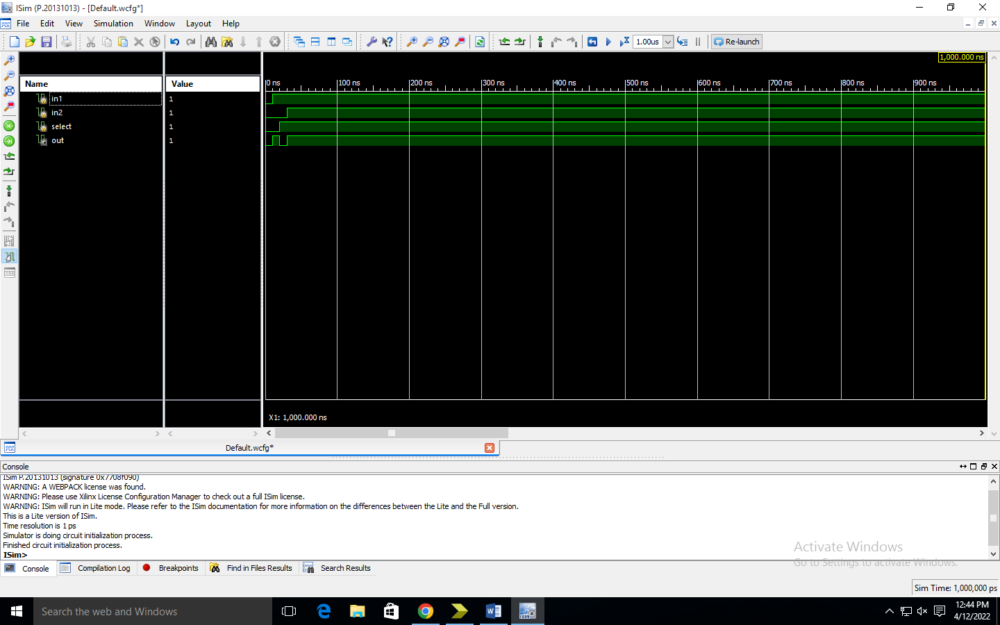 ISim (P.20131013) - [Default.wcfg*]
File Edit View Simulation Window Layout Help
1.00us Re-launch
1,000.000 ns
Name Value
0 ns 100 ns 200 ns 300 ns 400 ns 500 ns 600 ns 700 ns 800 ns 900 ns
in1 1
in2 1
select 1
out 1
X1: 1,000.000 ns
Default.wcfg*
Console
ISim P.20131013 (signature 0x7708f090)
WARNING: A WEBPACK license was found.
WARNING: Please use Xilinx License Configuration Manager to check out a full ISim license.
WARNING: ISim will run in Lite mode. Please refer to the ISim documentation for more information on the differences between the Lite and the Full version.
This is a Lite version of ISim.
Time resolution is 1 ps
Simulator is doing circuit initialization process.
Finished circuit initialization process.
ISim>
Activate Windows
Go to Settings to activate Windows.
Console Compilation Log Breakpoints Find in Files Results Search Results
Sim Time: 1,000,000 ps
Search the web and Windows
12:44 PM
4/12/2022